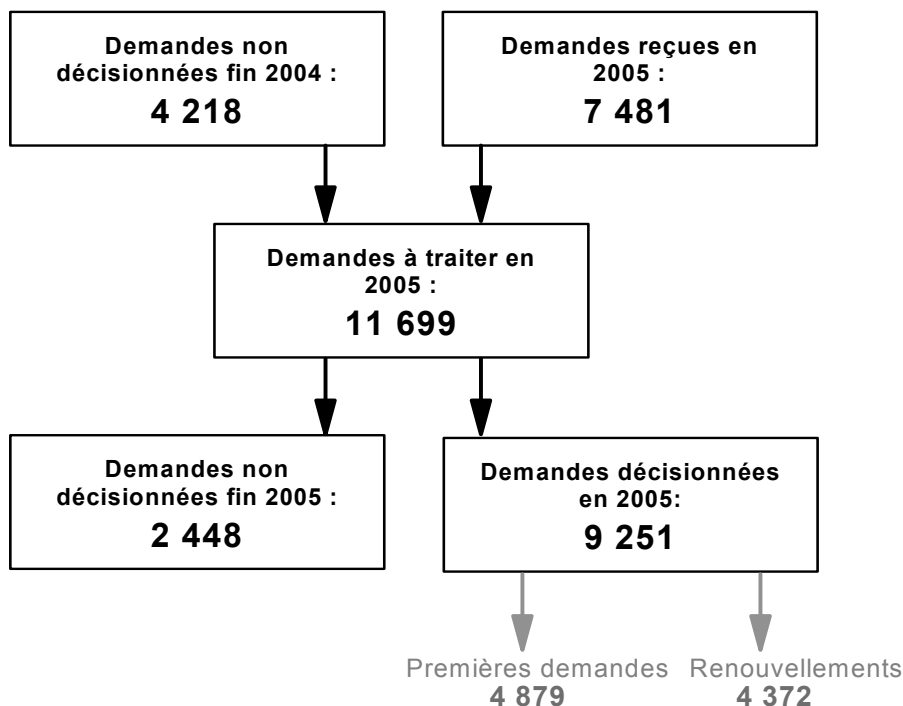 Demandes non
décisionnées fin 2004 :
4 218
Demandes reçues en
2005 :
7 481
Demandes à traiter en
2005 :
11 699
Demandes non
décisionnées fin 2005 :
2 448
Demandes décisionnées
en 2005:
9 251
Premières demandes
4 879
Renouvellements
4 372